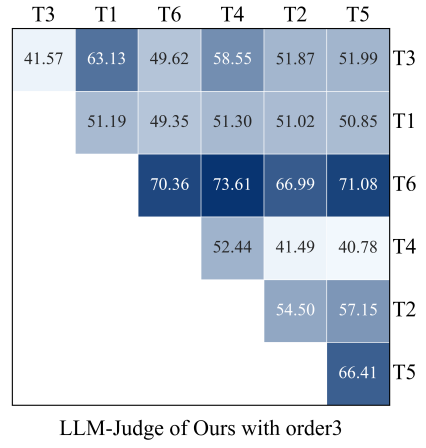 T3 T1 T6 T4 T2 T5
41.57 63.13 49.62 58.55 51.87 51.99 T3
51.19 49.35 51.30 51.02 50.85 T1
70.36 73.61 66.99 71.08 T6
52.44 41.49 40.78 T4
54.50 57.15 T2
66.41 T5
LLM-Judge of Ours with order3